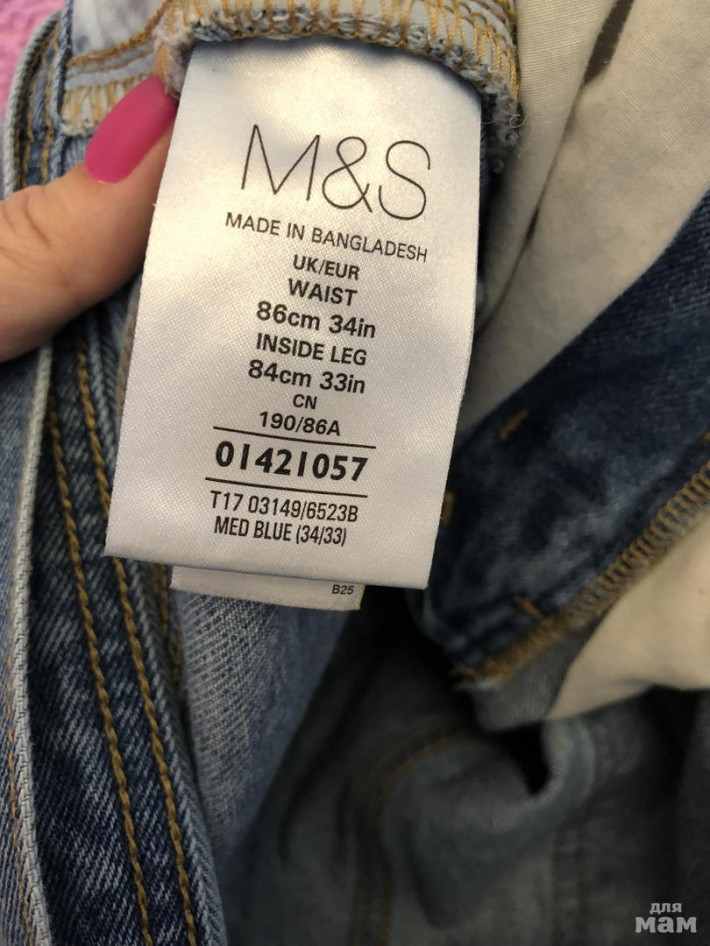 M&S
MADE IN BANGLADESH
UK/EUR
WAIST
86cm 34in
INSIDE LEG
84cm 33in
CN
190/86A
01421057
T17 03149/6523B
MED BLUE (34/33)
B25
для
мам